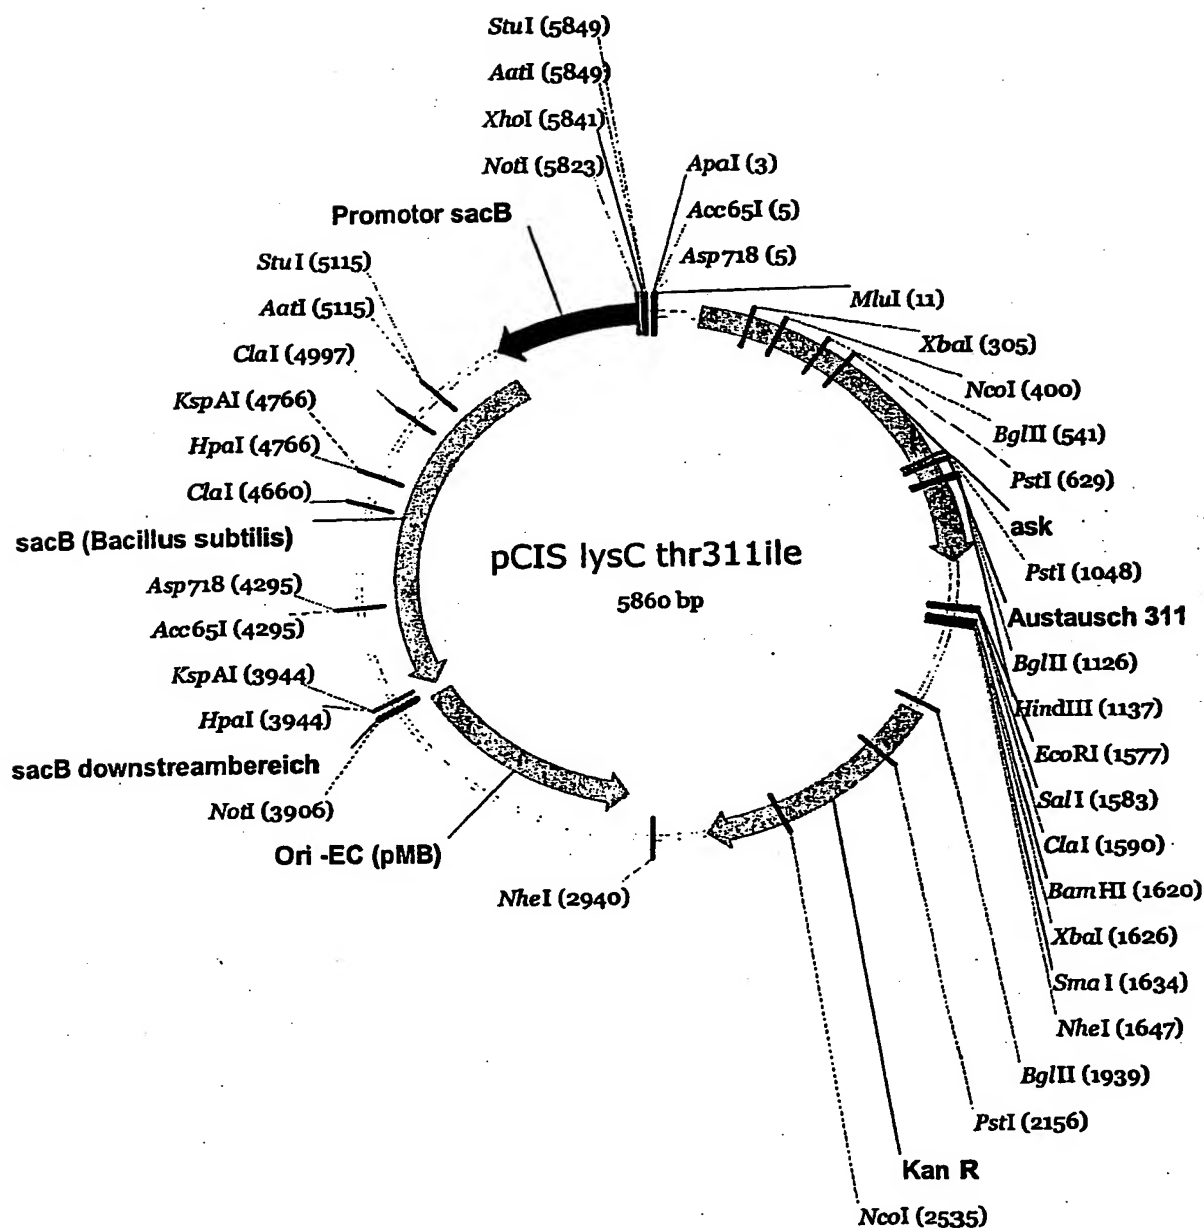 StuI (5849)
AatI (5849)
XhoI (5841)
NotI (5823)
ApaI (3)
Acc65I (5)
Asp718 (5)
MluI (11)
XbaI (305)
NcoI (400)
BglII (541)
PstI (629)
ask
PstI (1048)
Austausch 311
BglII (1126)
HindIII (1137)
EcoRI (1577)
SalI (1583)
ClaI (1590)
BamHI (1620)
XbaI (1626)
SmaI (1634)
NheI (1647)
BglII (1939)
PstI (2156)
Kan R
NcoI (2535)
NheI (2940)
Ori -EC (pMB)
NotI (3906)
sacB downstreambereich
HpaI (3944)
KspAI (3944)
Acc65I (4295)
Asp718 (4295)
sacB (Bacillus subtilis)
ClaI (4660)
HpaI (4766)
KspAI (4766)
ClaI (4997)
AatI (5115)
StuI (5115)
Promotor sacB
pCIS lysC thr311ile
5860 bp